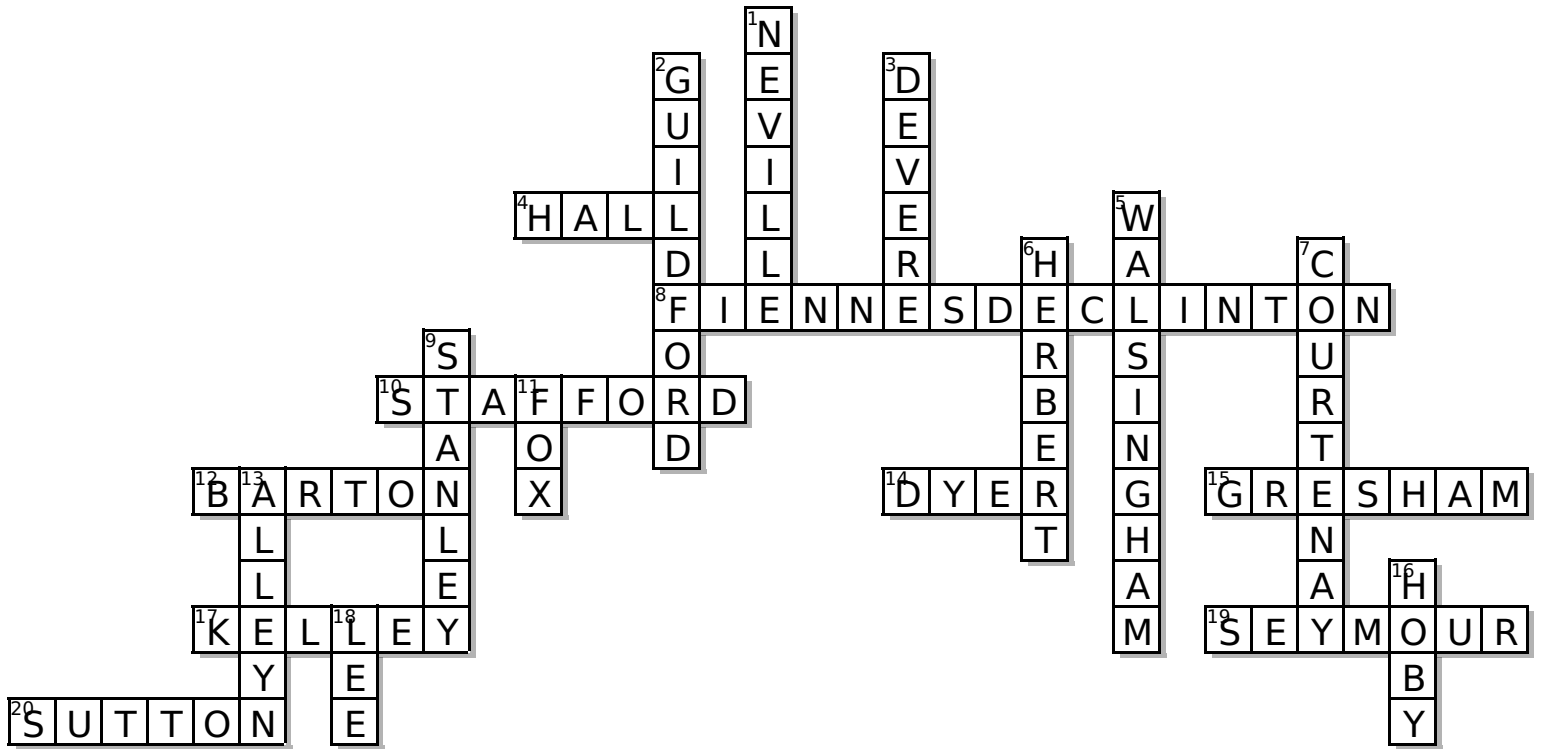 1 NEVILLE
2 GUILDFORD
3 DEVERE
4 HALL
5 WALSINGHAM
6 HERBERT
7 COURTENAY
8 FIENNESDECLINTON
9 STANLEY
10 STAFFORD
11 FOX
12 BARTON
13 ALLEYN
14 DYER
15 GRESHAM
16 HOBY
17 KELLEY
18 LEE
19 SEYMOUR
20 SUTTON